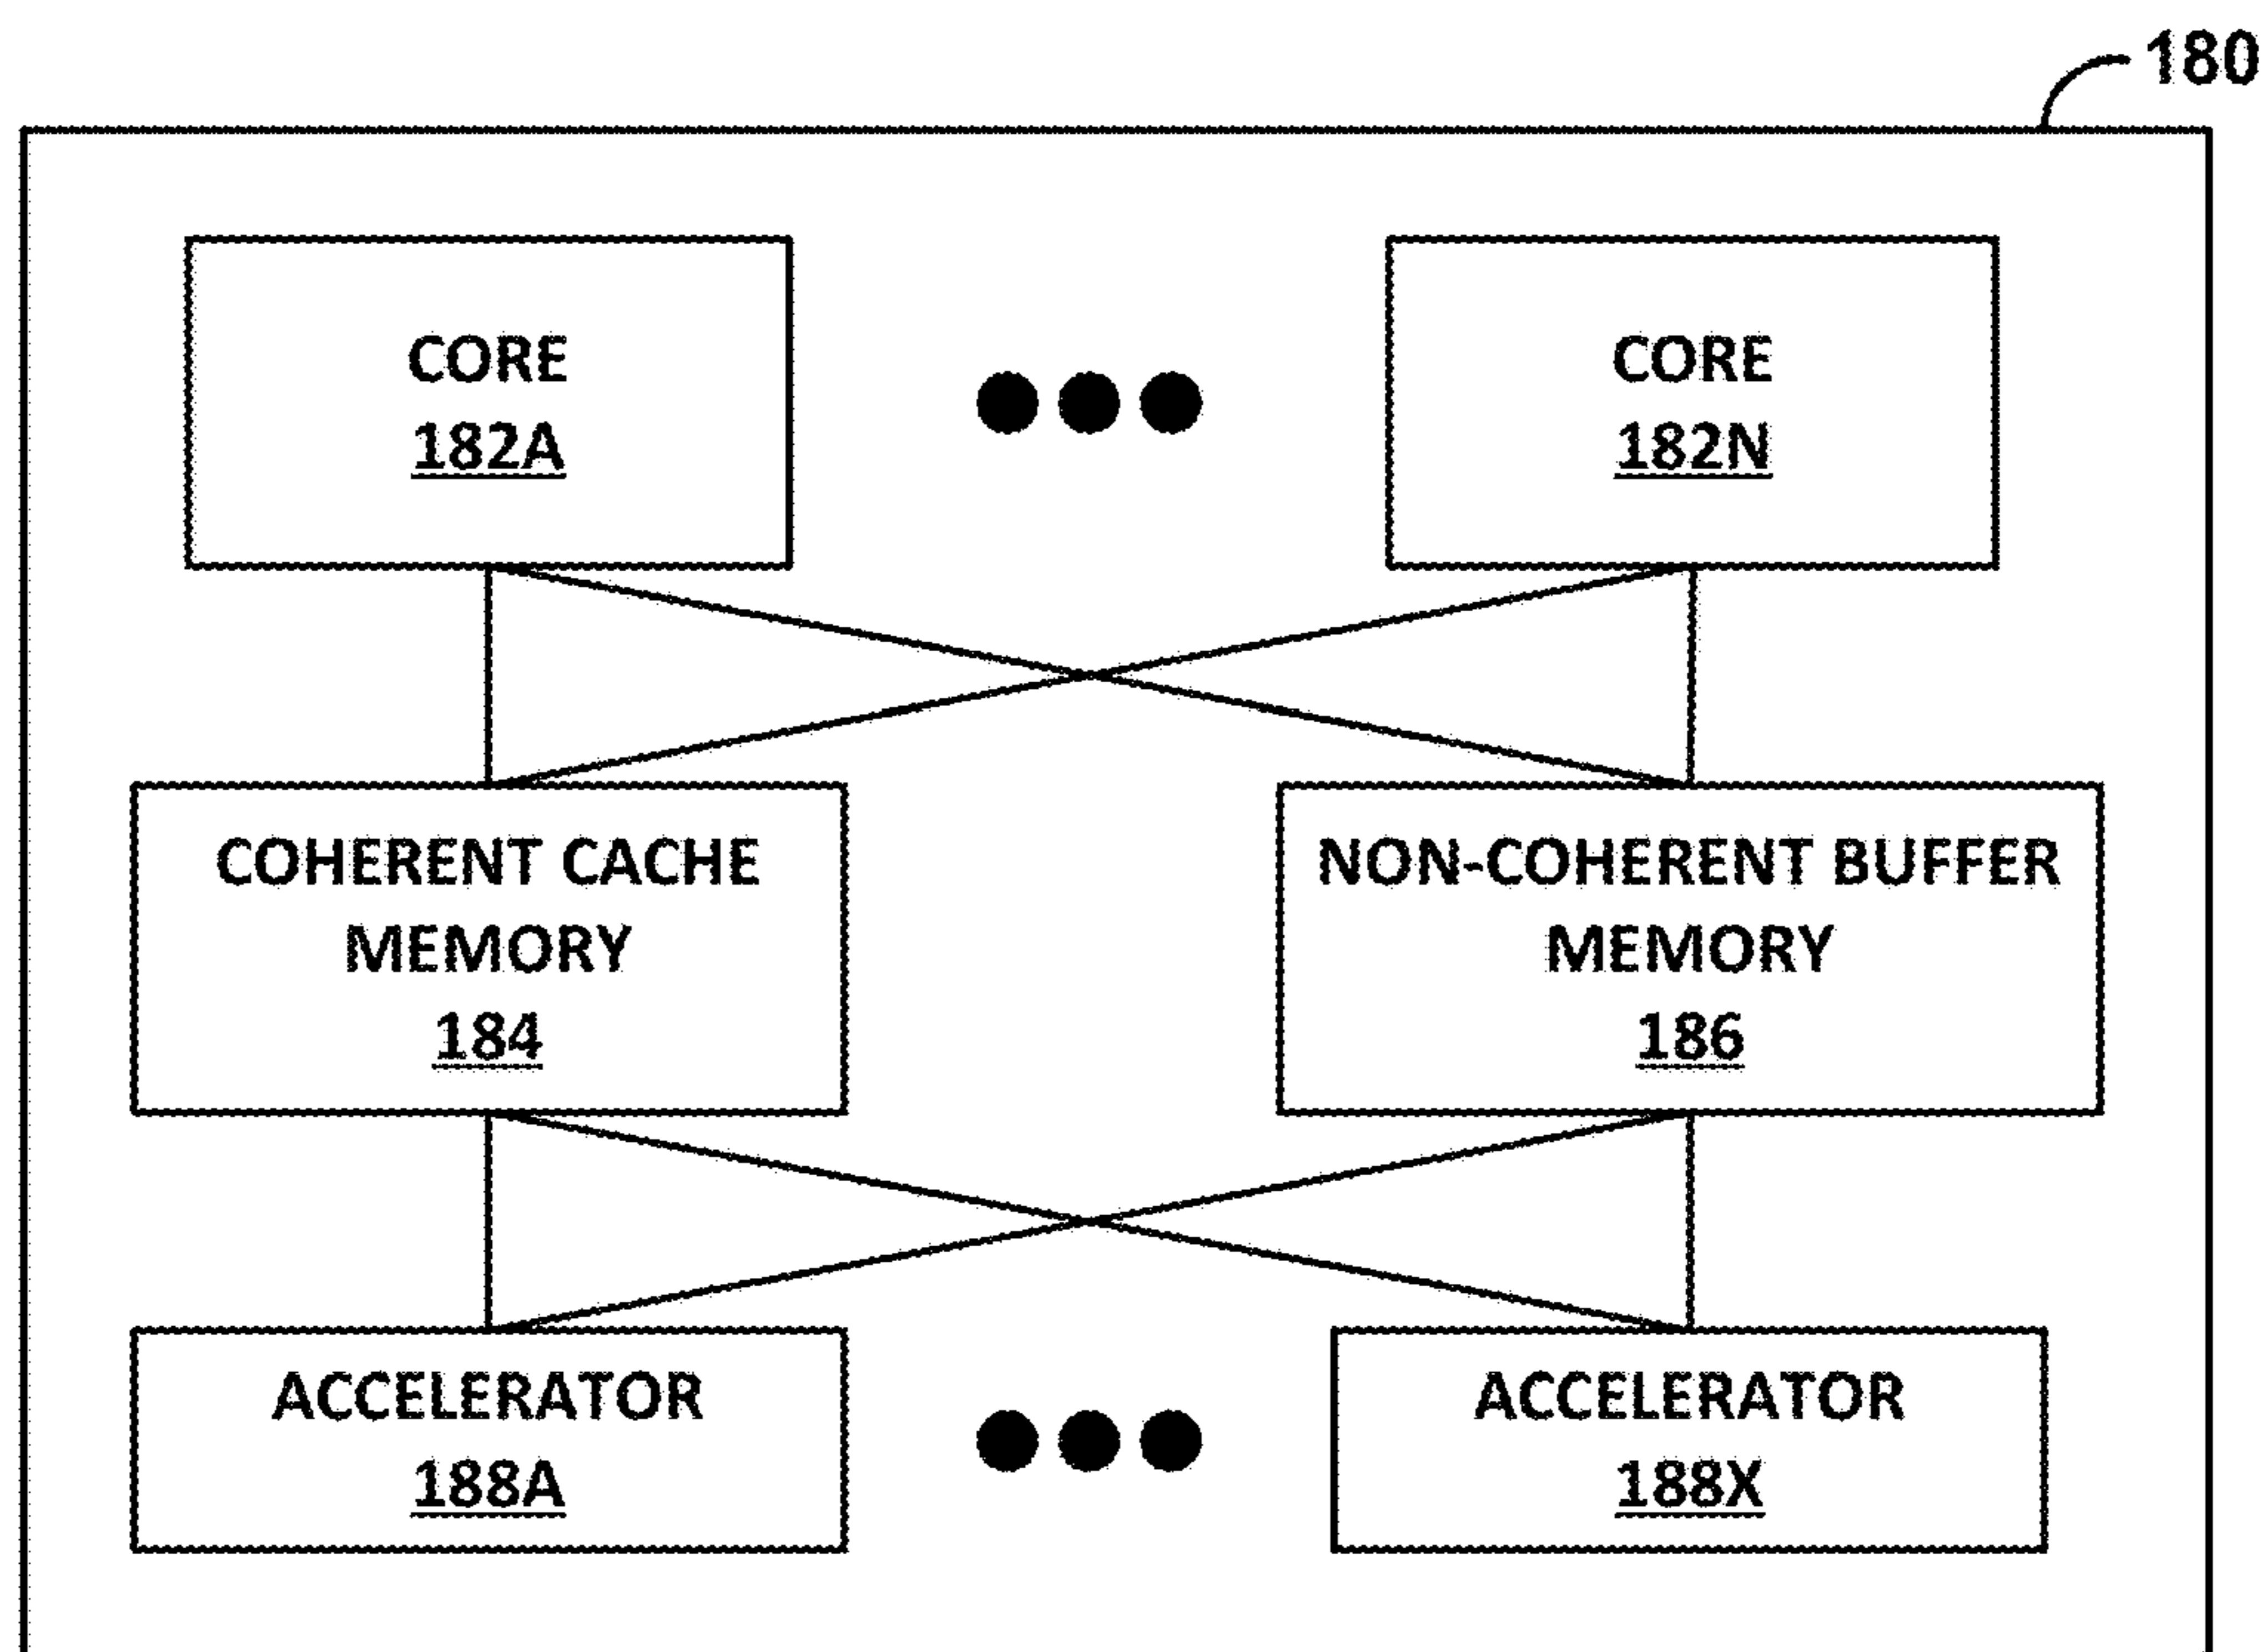 180
CORE
182A
CORE
182N
COHERENT CACHE
MEMORY
184
NON-COHERENT BUFFER
MEMORY
186
ACCELERATOR
188A
ACCELERATOR
188X